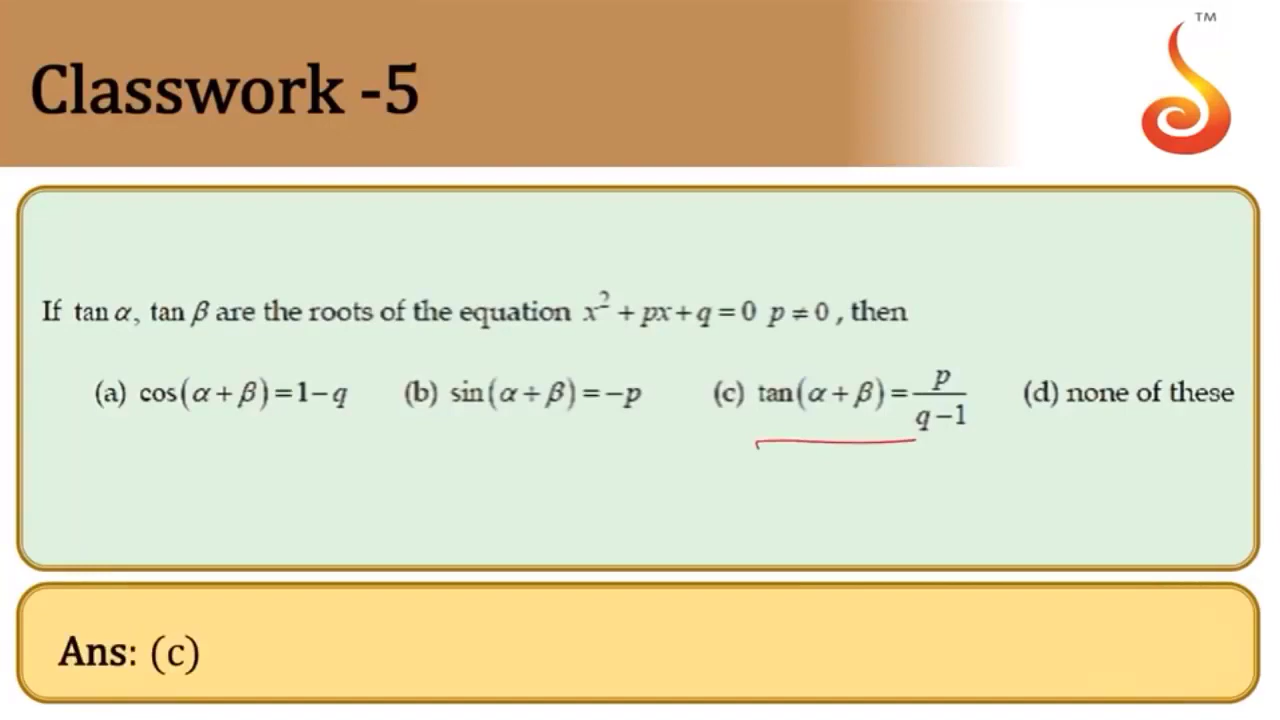 TM
Classwork -5
If tan α, tan β are the roots of the equation x² + px + q = 0 p ≠ 0, then
(a) cos(α + β) = 1 − q (b) sin(α + β) = −p (c) tan(α + β) = p/(q − 1) (d) none of these
Ans: (c)